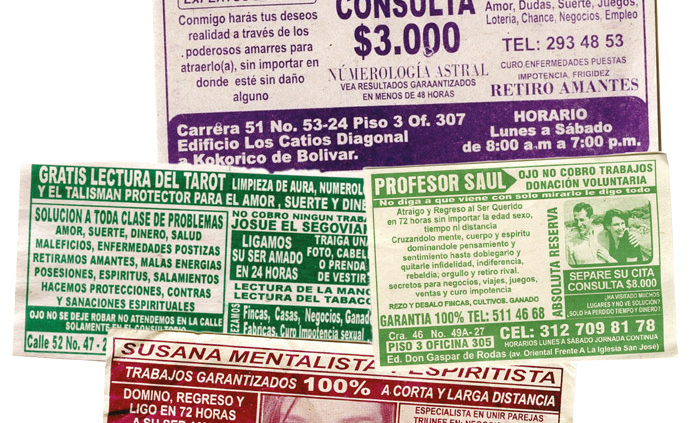 EXPERTOS
Conmigo harás tus deseos
realidad a través de los
poderosos amarres para
atraerlo(a), sin importar en
donde esté sin daño
alguno
CONSULTA
$3.000
NÚMEROLOGÍA ASTRAL
VEA RESULTADOS GARAANTIZADOS
EN MENOS DE 48 HORAS
Amor, Dudas, Suerte, Juegos,
Lotería, Chance, Negocios, Empleo
TEL: 293 48 53
CURO ENFERMEDADES PUESTAS
IMPOTENCIA, FRIGIDEZ
RETIRO AMANTES
Carrera 51 No. 53-24 Piso 3 Of. 307
Edificio Los Catios Diagonal
a Kokorico de Bolivar.
HORARIO
Lunes a Sábado
de 8:00 a.m a 7:00 p.m.
GRATIS LECTURA DEL TAROT
Y EL TALISMAN PROTECTOR PARA EL AMOR , SUERTE Y DINE
LIMPIEZA DE AURA, NUMEROL
SOLUCION A TODA CLASE DE PROBLEMAS
AMOR, SUERTE, DINERO, SALUD
MALEFICIOS, ENFERMEDADES POSTIZAS
RETIRAMOS AMANTES, MALAS ENERGIAS
POSESIONES, ESPIRITUS, SALAMIENTOS
HACEMOS PROTECCIONES, CONTRAS
Y SANACIONES ESPIRITUALES
OJO NO SE DEJE ROBAR NO ATENDEMOS EN LA CALLE
SOLAMENTE EN EL CONSULTORIO
Calle 52 No. 47 - 2
NO COBRO NINGUN TRABA
JOSUE EL SEGOVIA
LIGAMOS
SU SER AMADO
EN 24 HORAS
TRAIGA UN
FOTO, CABEL
O PRENDA
DE VESTIR
LECTURA DE LA MA
LECTURA DEL TABACO
Fincas, Casas, Negocios, Ganado
Fabricas, Curo Impotencia sexual
PROFESOR SAUL
OJO NO COBRO TRABAJOS
DONACIÓN VOLUNTARIA
No diga a que viene con solo mirarlo le digo todo
Atraigo y Regreso al Ser Querido
en 72 horas sin importar la edad sexo,
tiempo ni distancia
Cruzandolo mente, cuerpo y espiritu
dominandole pensamiento y
sentimiento hasta doblegarlo y
quitarle infidelidad, indiferencia,
rebeldia; orgullo y retiro rival.
secretos para negocios, viajes, juegos,
ventas y curo impotencia
REZO Y DEBALO FINCAS, CULTIVOS, GANADO
GARANTIA 100% TEL: 511 46 68
ABSOLUTA RESERVA
SEPARE SU CITA
CONSULTA $8.000
¿HA VISITADO MUCHOS
LUGARES Y NO VE SOLUCION?
¿SOLO HA PERDIDO TIEMPO Y DINERO?
Cra. 46 No. 49A-27
PISO 3 OFICINA 305
CEL: 312 709 81 78
HORARIOS LUNES A SÁBADO JORNADA CONTINUA
Ed. Don Gaspar de Rodas (av. Oriental Frente A La Iglesia San José)
SUSANA MENTALISTA ESPIRITISTA
TRABAJOS GARANTIZADOS 100% A CORTA Y LARGA DISTANCIA
DOMINO, REGRESO Y
LIGO EN 72 HORAS
A SU SER
ESPECIALISTA EN UNIR PAREJAS